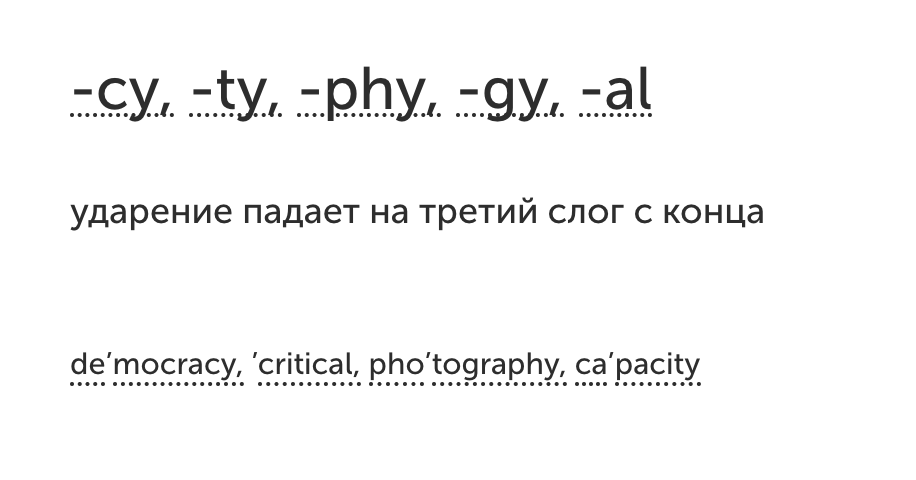 -cy, -ty, -phy, -gy, -al
ударение падает на третий слог с конца
de’mocracy, ’critical, pho’tography, ca’pacity